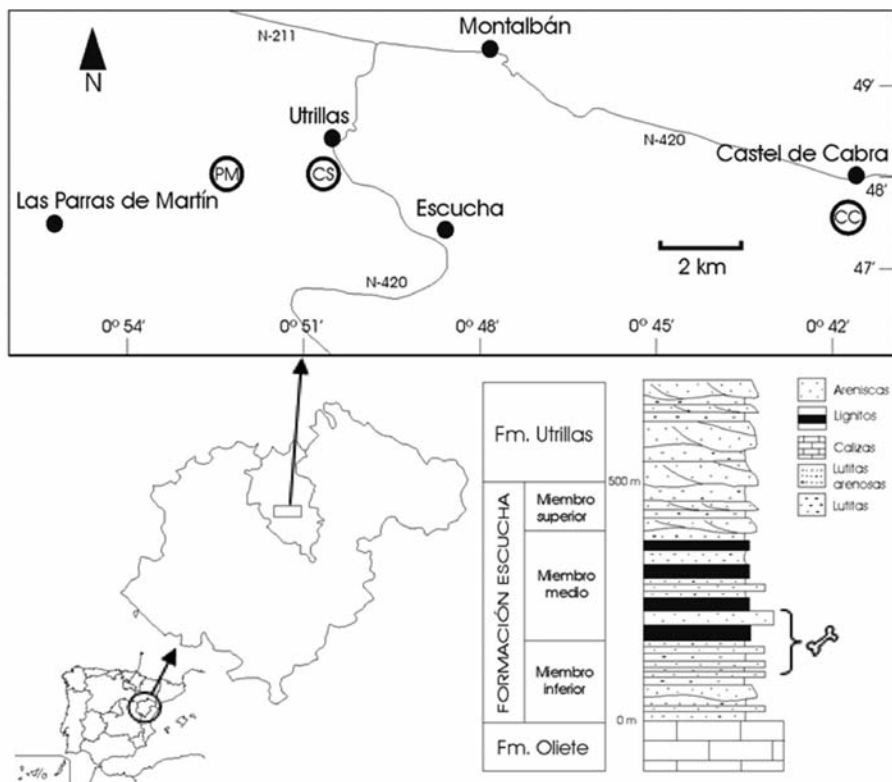 N-211
Montalbán
N
49'
Utrillas
N-420
Castel de Cabra
PM
CS
48'
Las Parras de Martín
Escucha
CC
2 km
47'
N-420
0º 54'
0º 51'
0º 48'
0º 45'
0º 42'
Fm. Utrillas
500 m
FORMACIÓN ESCUCHA
Miembro
superior
Miembro
medio
Miembro
inferior
0 m
Fm. Oliete
Areniscas
Lignitos
Calizas
Lutitas
arenosas
Lutitas